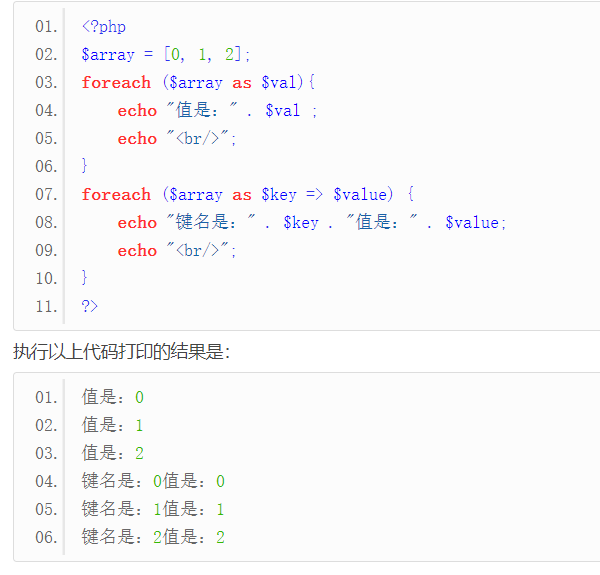 01. <?php
02. $array = [0, 1, 2];
03. foreach ($array as $val){
04.     echo "值是：" . $val ;
05.     echo "<br/>";
06. }
07. foreach ($array as $key => $value) {
08.     echo "键名是：" . $key . "值是：" . $value;
09.     echo "<br/>";
10. }
11. ?>
执行以上代码打印的结果是：
01. 值是：0
02. 值是：1
03. 值是：2
04. 键名是：0值是：0
05. 键名是：1值是：1
06. 键名是：2值是：2